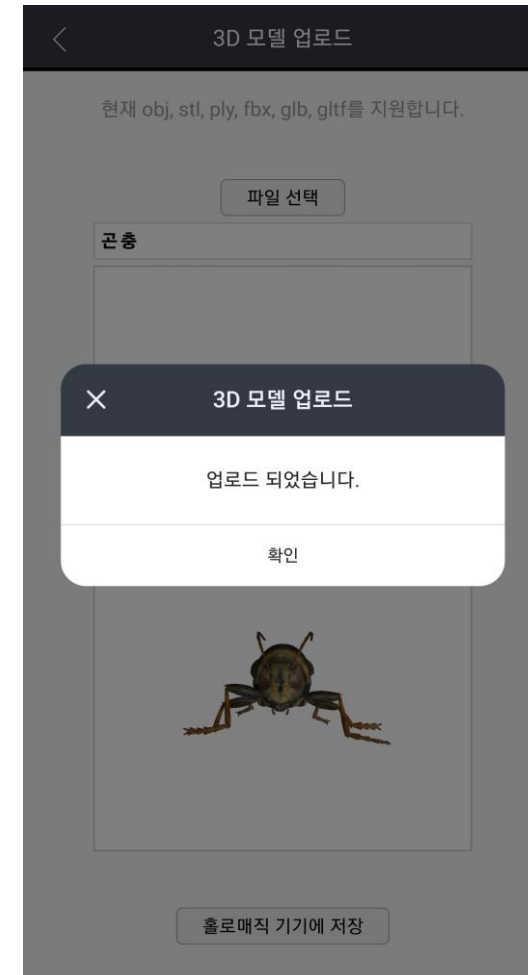 3D 모델 업로드
현재 obj, stl, ply, fbx, glb, gltf를 지원합니다.
파일 선택
곤충
3D 모델 업로드
업로드 되었습니다.
확인
홀로매직 기기에 저장